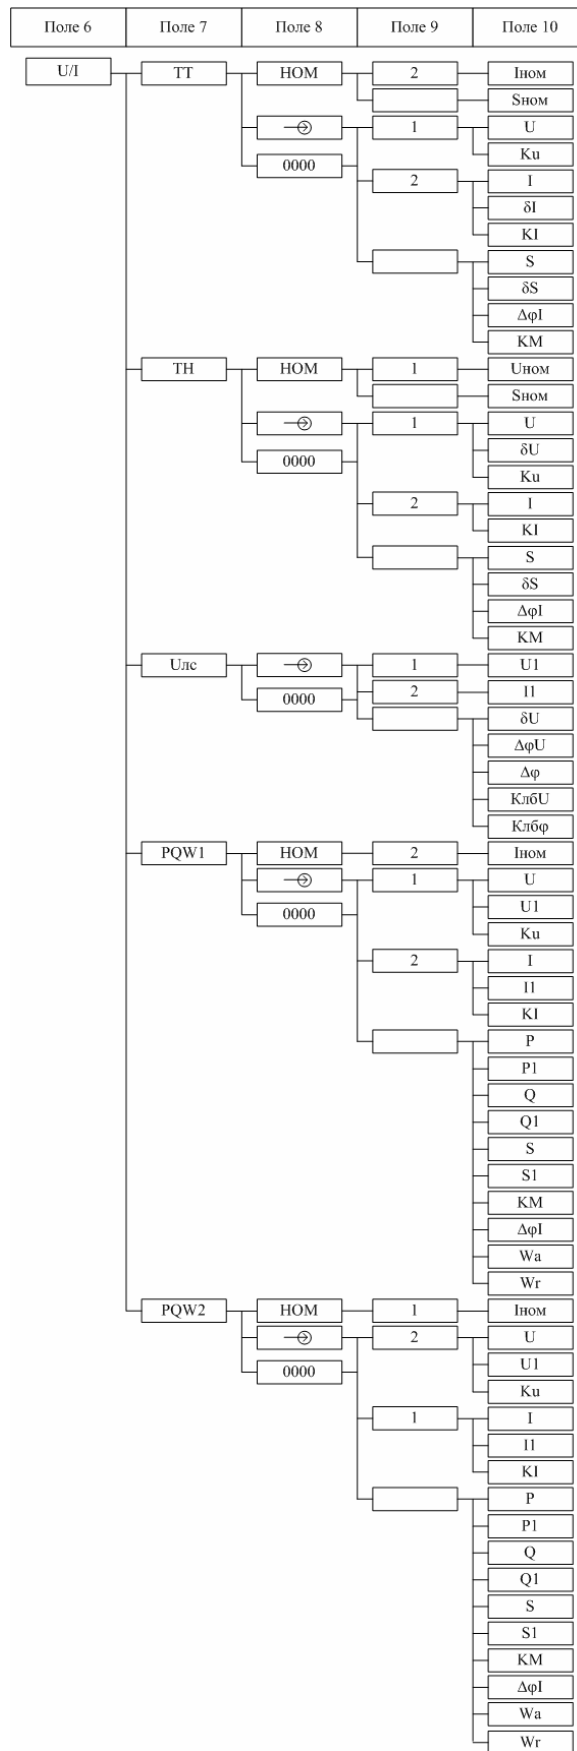 Поле 6 Поле 7 Поле 8 Поле 9 Поле 10
U/I ТТ НОМ 2 Iном
Sном
1 U
Ku
0000
2 I
δI
KI
S
δS
ΔφI
KM
ТН НОМ 1 Uном
Sном
1 U
δU
0000
Ku
2 I
KI
S
δS
ΔφI
KM
Uлс 1 U1
0000 2 I1
δU
ΔφU
Δφ
KлбU
Kлбφ
PQW1 НОМ 2 Iном
1 U
0000 U1
Ku
2 I
I1
KI
P
P1
Q
Q1
S
S1
KM
ΔφI
Wa
Wr
PQW2 НОМ 1 Iном
2 U
0000 U1
Ku
1 I
I1
KI
P
P1
Q
Q1
S
S1
KM
ΔφI
Wa
Wr